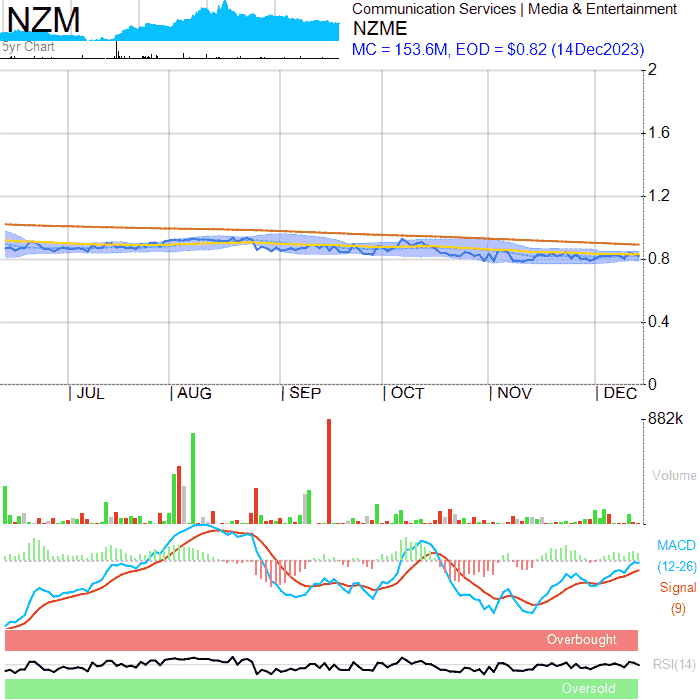 NZM
5yr Chart
Communication Services | Media & Entertainment
NZME
MC = 153.6M, EOD = $0.82 (14Dec2023)
2
1.6
1.2
0.8
0.4
0
JUL
AUG
SEP
OCT
NOV
DEC
882k
Volume
MACD
(12-26)
Signal
(9)
Overbought
RSI(14)
Oversold